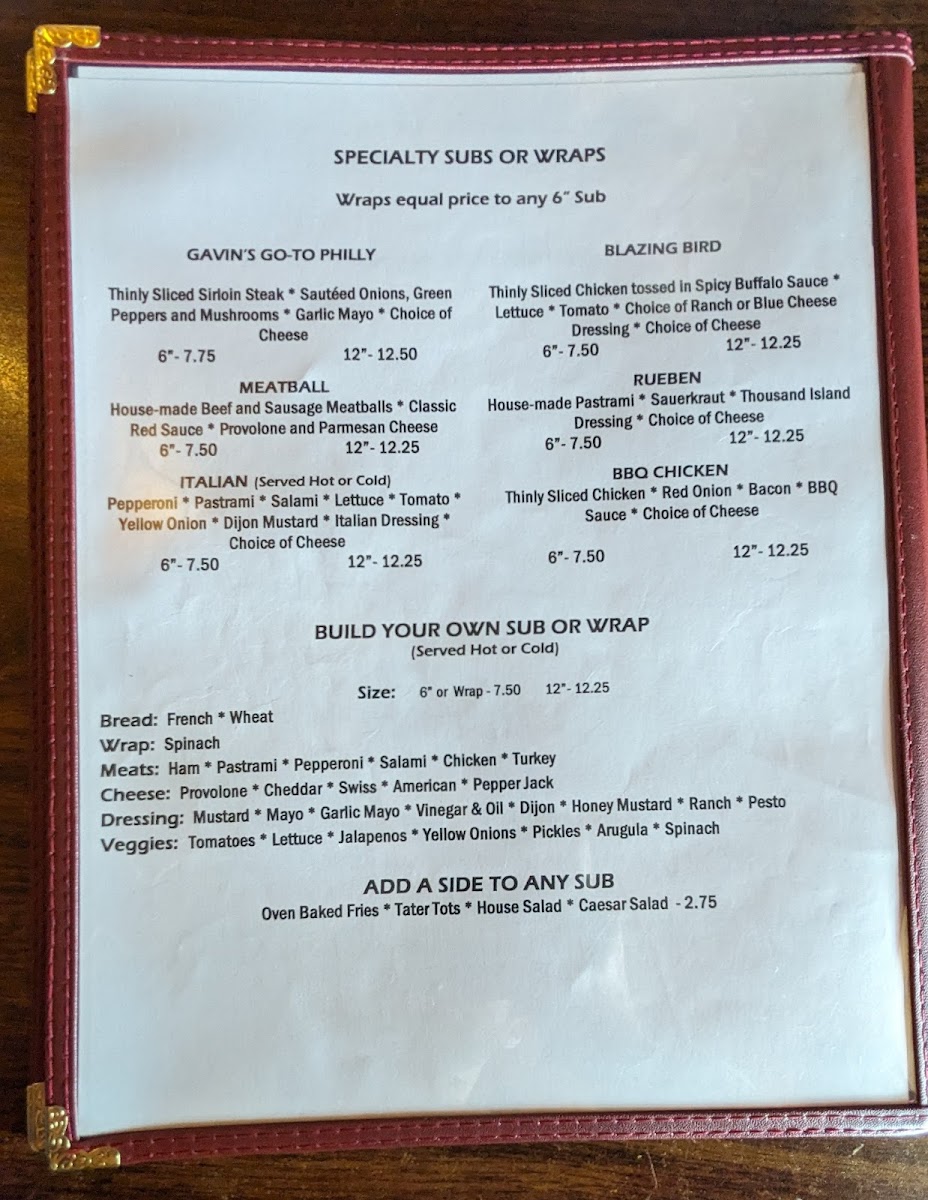 SPECIALTY SUBS OR WRAPS
Wraps equal price to any 6" Sub
GAVIN'S GO-TO PHILLY
Thinly Sliced Sirloin Steak * Sautéed Onions, Green
Peppers and Mushrooms * Garlic Mayo * Choice of
Cheese
6"- 7.75 12"- 12.50
MEATBALL
House-made Beef and Sausage Meatballs * Classic
Red Sauce * Provolone and Parmesan Cheese
6"- 7.50 12"- 12.25
ITALIAN (Served Hot or Cold)
Pepperoni * Pastrami * Salami * Lettuce * Tomato *
Yellow Onion * Dijon Mustard * Italian Dressing *
Choice of Cheese
6"- 7.50 12"- 12.25
BLAZING BIRD
Thinly Sliced Chicken tossed in Spicy Buffalo Sauce *
Lettuce * Tomato * Choice of Ranch or Blue Cheese
Dressing * Choice of Cheese
6"- 7.50 12"- 12.25
RUEBEN
House-made Pastrami * Sauerkraut * Thousand Island
Dressing * Choice of Cheese
6"- 7.50 12"- 12.25
BBQ CHICKEN
Thinly Sliced Chicken * Red Onion * Bacon * BBQ
Sauce * Choice of Cheese
6"- 7.50 12"- 12.25
BUILD YOUR OWN SUB OR WRAP
(Served Hot or Cold)
Size: 6" or Wrap - 7.50 12"- 12.25
Bread: French * Wheat
Wrap: Spinach
Meats: Ham * Pastrami * Pepperoni * Salami * Chicken * Turkey
Cheese: Provolone * Cheddar * Swiss * American * Pepper Jack
Dressing: Mustard * Mayo * Garlic Mayo * Vinegar & Oil * Dijon * Honey Mustard * Ranch * Pesto
Veggies: Tomatoes * Lettuce * Jalapenos * Yellow Onions * Pickles * Arugula * Spinach
ADD A SIDE TO ANY SUB
Oven Baked Fries * Tater Tots * House Salad * Caesar Salad - 2.75